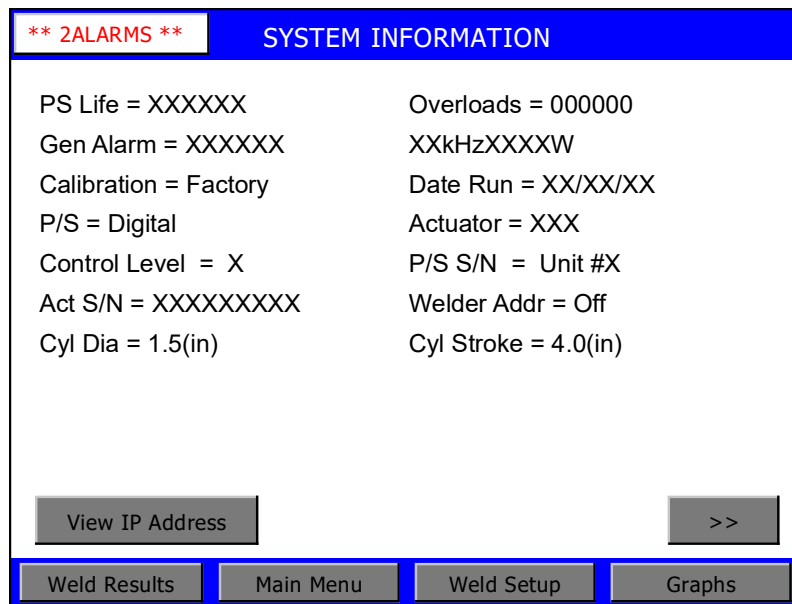 ** 2ALARMS **
SYSTEM INFORMATION
PS Life = XXXXXX
Overloads = 000000
Gen Alarm = XXXXXX
XXkHzXXXXW
Calibration = Factory
Date Run = XX/XX/XX
P/S = Digital
Actuator = XXX
Control Level = X
P/S S/N = Unit #X
Act S/N = XXXXXXXXX
Welder Addr = Off
Cyl Dia = 1.5(in)
Cyl Stroke = 4.0(in)
View IP Address
>>
Weld Results
Main Menu
Weld Setup
Graphs